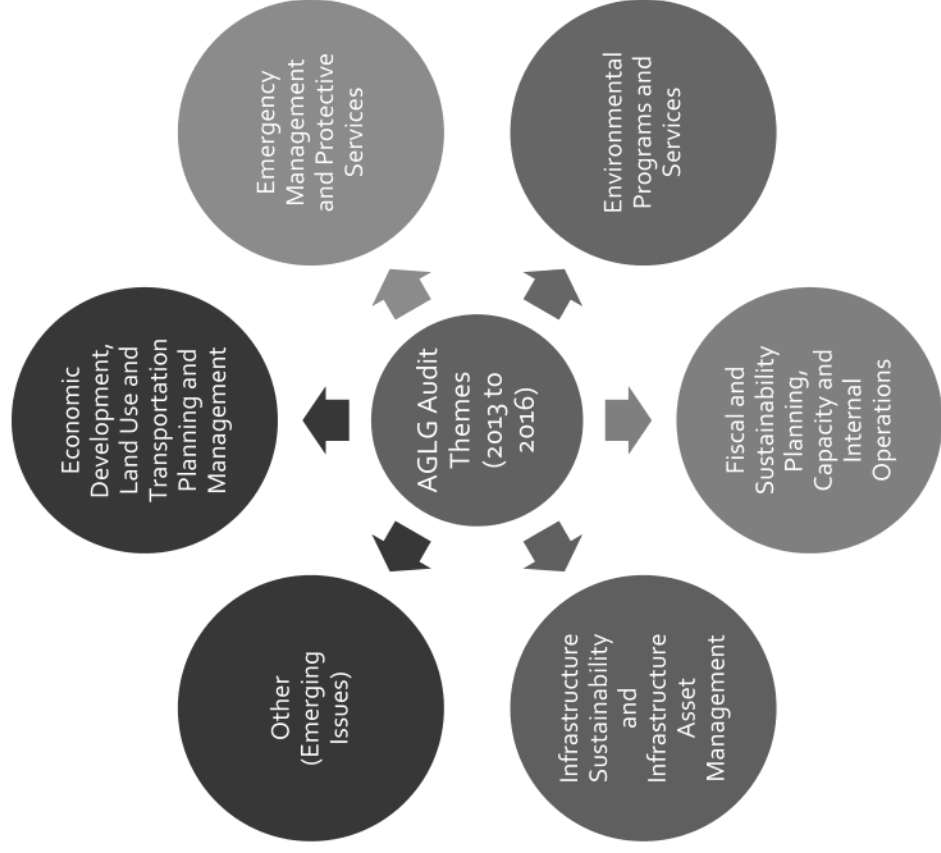 AGLG Audit
Themes
(2013 to
2016)
Economic
Development,
Land Use and
Transportation
Planning and
Management
Emergency
Management
and Protective
Services
Environmental
Programs and
Services
Fiscal and
Sustainability
Planning,
Capacity and
Internal
Operations
Infrastructure
Sustainability
and
Infrastructure
Asset
Management
Other
(Emerging
Issues)